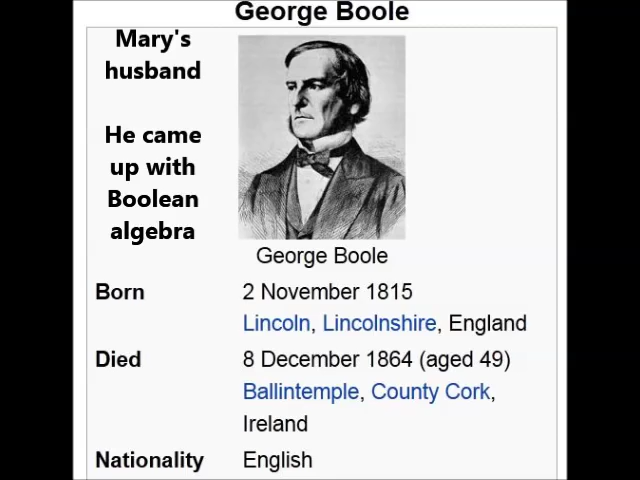 George Boole
Mary's
husband
He came
up with
Boolean
algebra
George Boole
Born 2 November 1815
Lincoln, Lincolnshire, England
Died 8 December 1864 (aged 49)
Ballintemple, County Cork,
Ireland
Nationality English